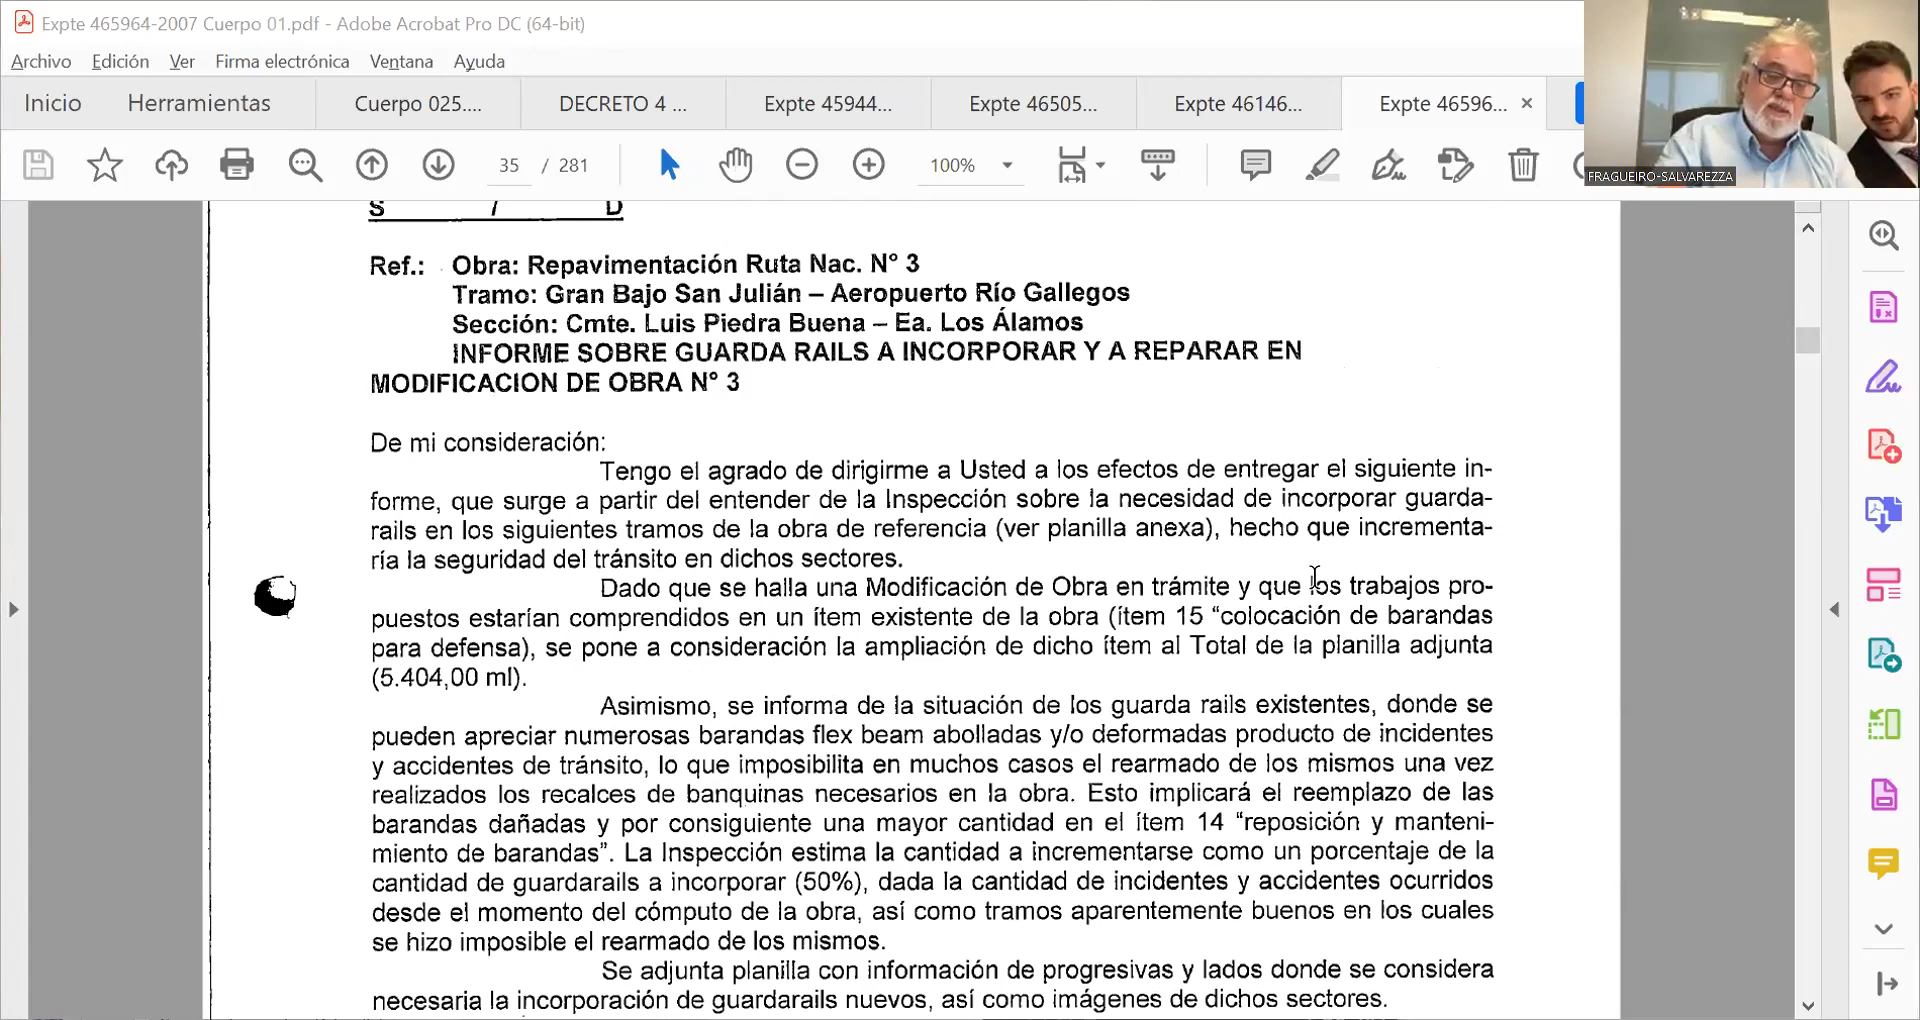 Expte 465964-2007 Cuerpo 01.pdf - Adobe Acrobat Pro DC (64-bit)
Archivo Edición Ver Firma electrónica Ventana Ayuda
Inicio Herramientas Cuerpo 025.... DECRETO 4 ... Expte 45944... Expte 46505... Expte 46146... Expte 46596... ×
35 / 281 100%
FRAGUEIRO-SALVAREZZA
S / D
Ref.: Obra: Repavimentación Ruta Nac. N° 3
Tramo: Gran Bajo San Julián – Aeropuerto Río Gallegos
Sección: Cmte. Luis Piedra Buena – Ea. Los Álamos
INFORME SOBRE GUARDA RAILS A INCORPORAR Y A REPARAR EN
MODIFICACION DE OBRA N° 3
De mi consideración:
Tengo el agrado de dirigirme a Usted a los efectos de entregar el siguiente in-
forme, que surge a partir del entender de la Inspección sobre la necesidad de incorporar guarda-
rails en los siguientes tramos de la obra de referencia (ver planilla anexa), hecho que incrementa-
ría la seguridad del tránsito en dichos sectores.
Dado que se halla una Modificación de Obra en trámite y que los trabajos pro-
puestos estarían comprendidos en un ítem existente de la obra (ítem 15 “colocación de barandas
para defensa), se pone a consideración la ampliación de dicho ítem al Total de la planilla adjunta
(5.404,00 ml).
Asimismo, se informa de la situación de los guarda rails existentes, donde se
pueden apreciar numerosas barandas flex beam abolladas y/o deformadas producto de incidentes
y accidentes de tránsito, lo que imposibilita en muchos casos el rearmado de los mismos una vez
realizados los recalces de banquinas necesarios en la obra. Esto implicará el reemplazo de las
barandas dañadas y por consiguiente una mayor cantidad en el ítem 14 “reposición y manteni-
miento de barandas”. La Inspección estima la cantidad a incrementarse como un porcentaje de la
cantidad de guardarails a incorporar (50%), dada la cantidad de incidentes y accidentes ocurridos
desde el momento del cómputo de la obra, así como tramos aparentemente buenos en los cuales
se hizo imposible el rearmado de los mismos.
Se adjunta planilla con información de progresivas y lados donde se considera
necesaria la incorporación de guardarails nuevos, así como imágenes de dichos sectores.